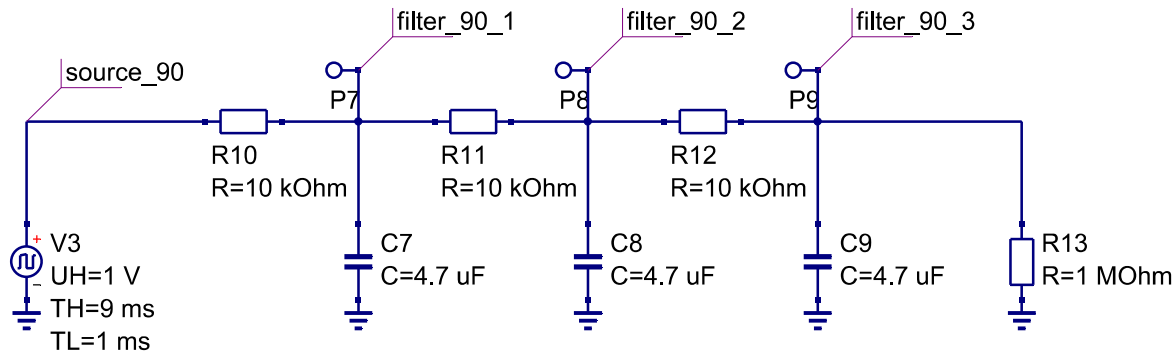 filter_90_1
filter_90_2
filter_90_3
source_90
P7
P8
P9
R10
R=10 kOhm
R11
R=10 kOhm
R12
R=10 kOhm
+
V3
UH=1 V
TH=9 ms
TL=1 ms
C7
C=4.7 uF
C8
C=4.7 uF
C9
C=4.7 uF
R13
R=1 MOhm